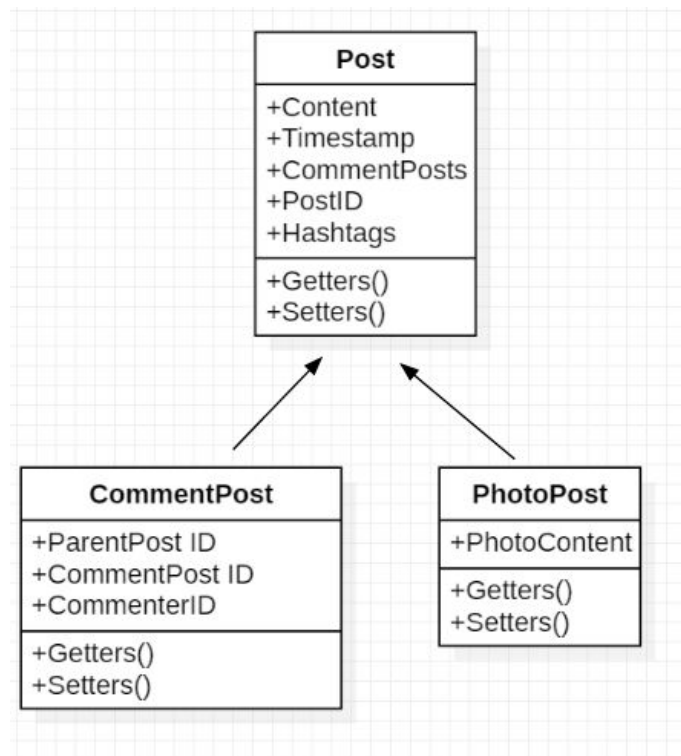 Post
+Content
+Timestamp
+CommentPosts
+PostID
+Hashtags
+Getters()
+Setters()
CommentPost
+ParentPost ID
+CommentPost ID
+CommenterID
+Getters()
+Setters()
PhotoPost
+PhotoContent
+Getters()
+Setters()